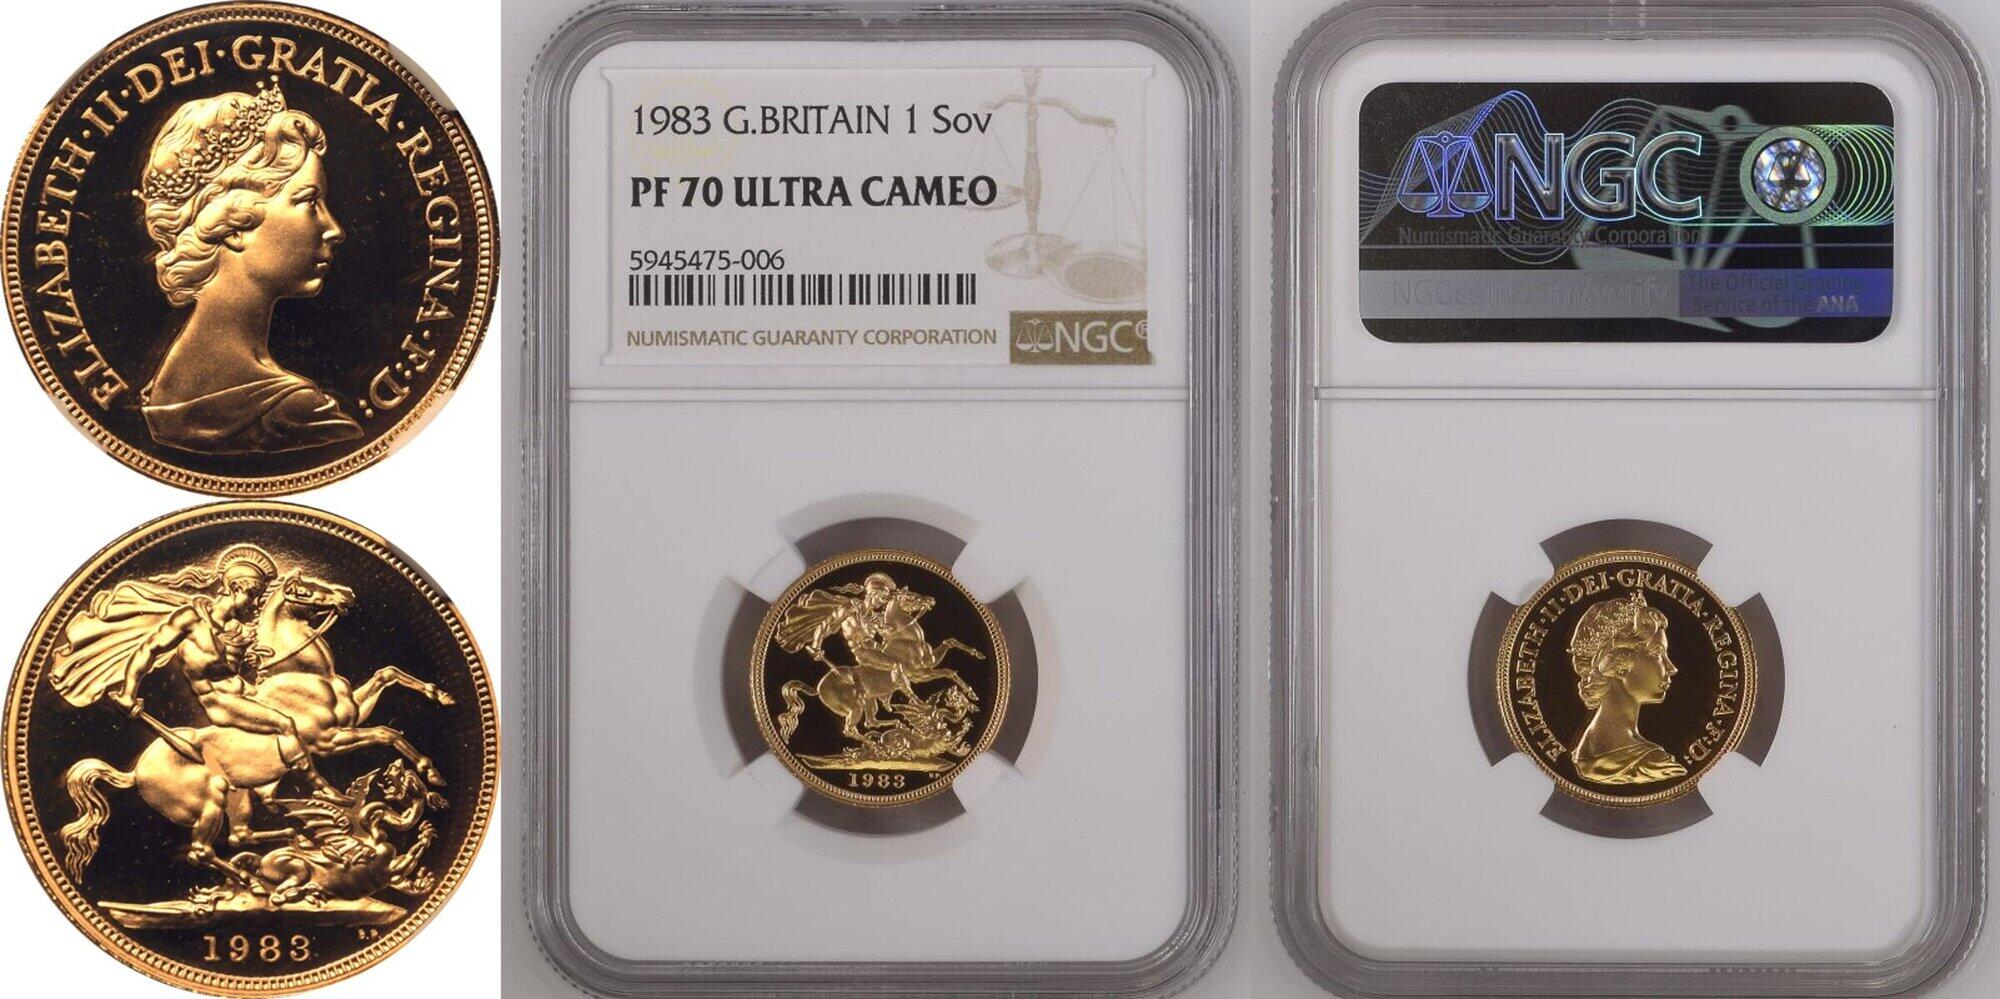 ELIZABETH·II·DEI·GRATIA·REGINA·F:D:
1983
B.P.
1983 G.BRITAIN 1 Sov
PF 70 ULTRA CAMEO
5945475-006
NUMISMATIC GUARANTY CORPORATION
NGC®
1983
B.P.
NGC
Numismatic Guaranty Corporation
The Official Grading
Service of the ANA
ELIZABETH·II·DEI·GRATIA·REGINA·F:D: